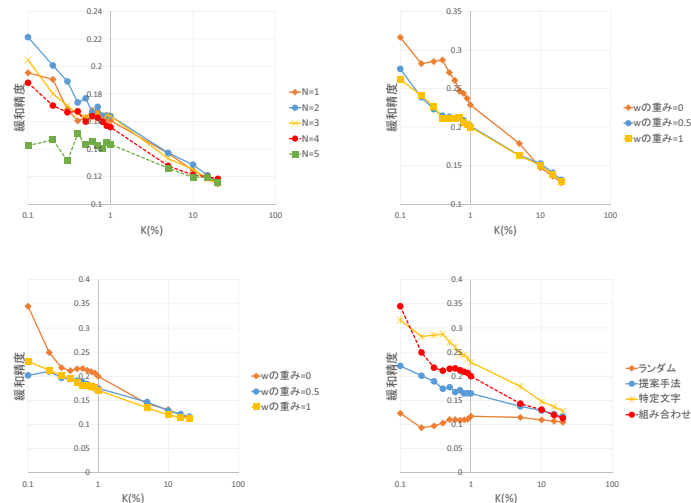 0.24
0.22
0.2
0.18
0.16
0.14
0.12
0.1
0.1
1
10
100
緩和精度
K(%)
N=1
N=2
N=3
N=4
N=5
0.35
0.3
0.25
0.2
0.15
0.1
0.1
1
10
100
緩和精度
K(%)
wの重み=0
wの重み=0.5
wの重み=1
0.4
0.35
0.3
0.25
0.2
0.15
0.1
0.05
0
0.1
1
10
100
緩和精度
K(%)
wの重み=0
wの重み=0.5
wの重み=1
0.4
0.35
0.3
0.25
0.2
0.15
0.1
0.05
0
0.1
1
10
100
緩和精度
K(%)
ランダム
提案手法
特定文字
組み合わせ